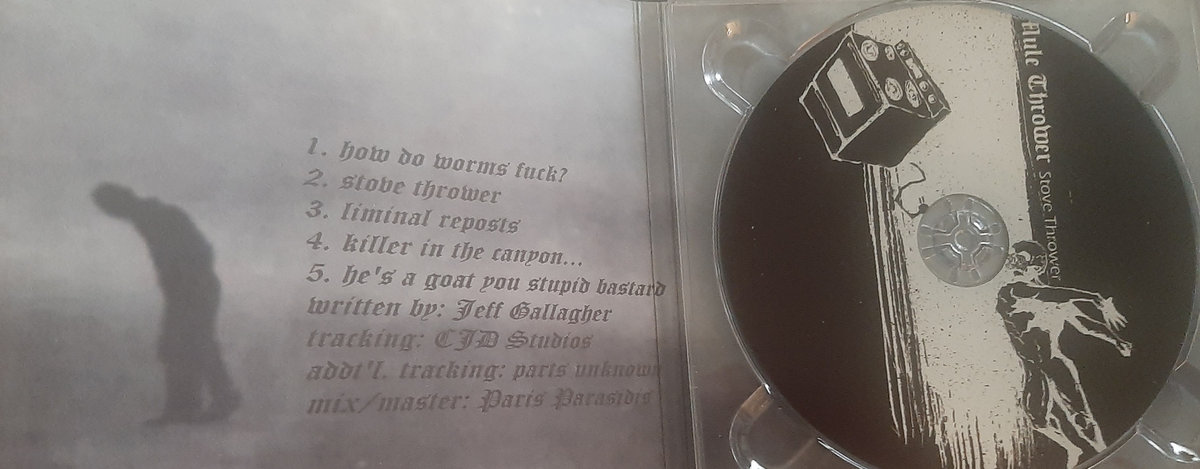 1. how do worms fuck?
2. stove thrower
3. liminal reposts
4. killer in the canyon...
5. he's a goat you stupid bastard
written by: Jeff Gallagher
tracking: CJD Studios
addt'l. tracking: parts unknown
mix/master: Paris Parasidis
Mule Thrower Stove Thrower